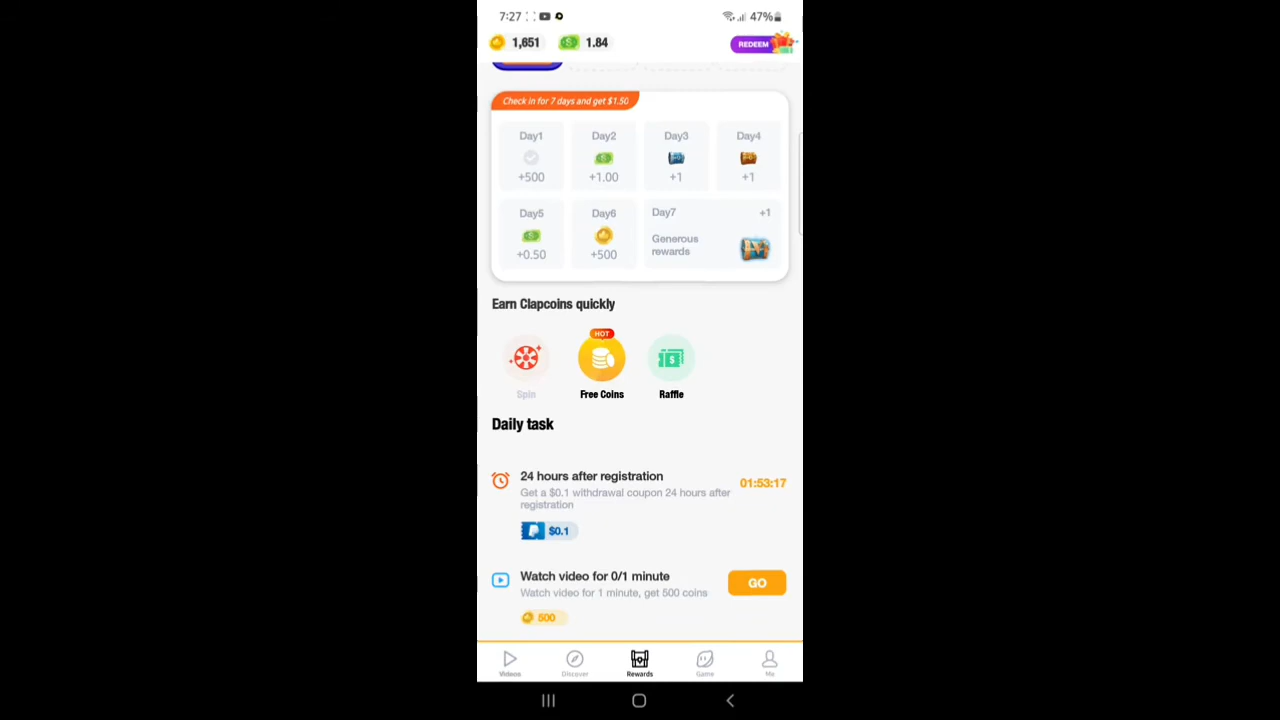 7:27
47%
1,651
1.84
REDEEM
Check in for 7 days and get $1.50
Day1
Day2
Day3
Day4
+500
+1.00
+1
+1
Day5
Day6
Day7
+1
Generous
rewards
+0.50
+500
Earn Clapcoins quickly
HOT
Spin
Free Coins
Raffle
Daily task
24 hours after registration
Get a $0.1 withdrawal coupon 24 hours after
registration
01:53:17
$0.1
Watch video for 0/1 minute
Watch video for 1 minute, get 500 coins
GO
500
Videos
Discover
Rewards
Game
Me